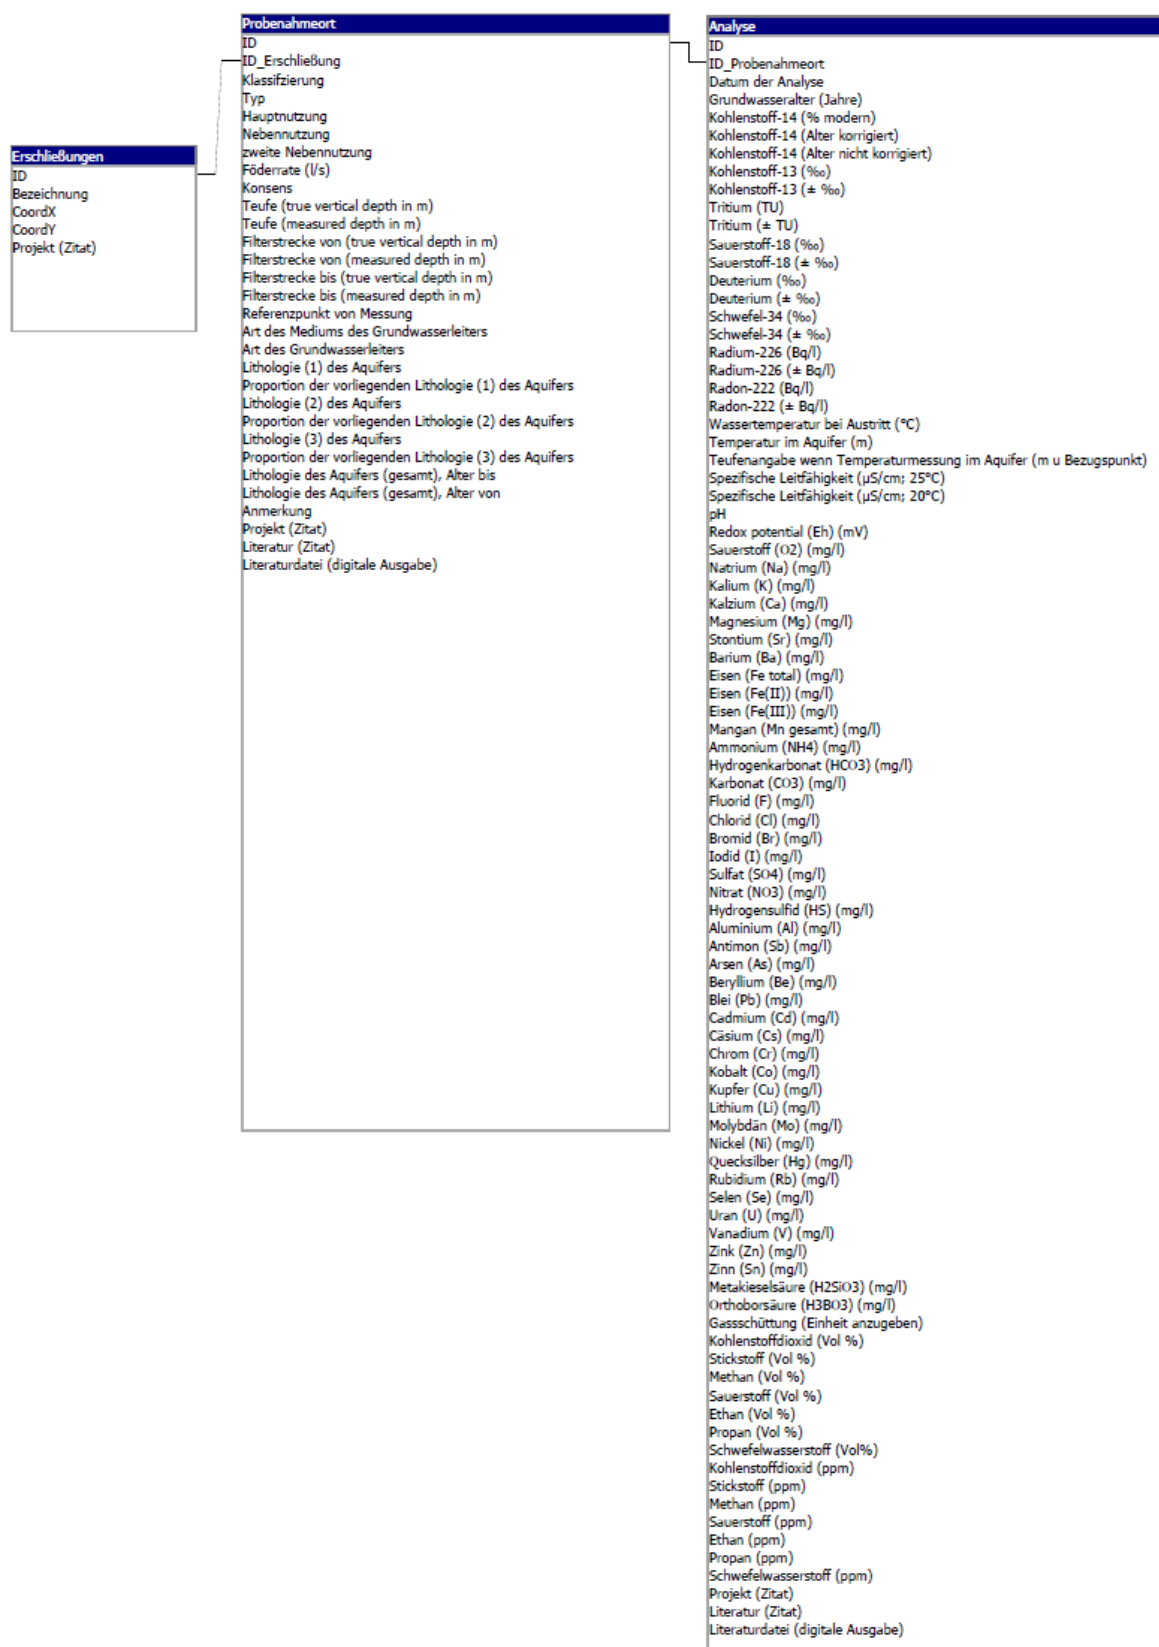 Erschließungen
ID
Bezeichnung
CoordX
CoordY
Projekt (Zitat)
Probenahmeort
ID
ID_Erschließung
Klassifzierung
Typ
Hauptnutzung
Nebennutzung
zweite Nebennutzung
Föderrate (l/s)
Konsens
Teufe (true vertical depth in m)
Teufe (measured depth in m)
Filterstrecke von (true vertical depth in m)
Filterstrecke von (measured depth in m)
Filterstrecke bis (true vertical depth in m)
Filterstrecke bis (measured depth in m)
Referenzpunkt von Messung
Art des Mediums des Grundwasserleiters
Art des Grundwasserleiters
Lithologie (1) des Aquifers
Proportion der vorliegenden Lithologie (1) des Aquifers
Lithologie (2) des Aquifers
Proportion der vorliegenden Lithologie (2) des Aquifers
Lithologie (3) des Aquifers
Proportion der vorliegenden Lithologie (3) des Aquifers
Lithologie des Aquifers (gesamt), Alter bis
Lithologie des Aquifers (gesamt), Alter von
Anmerkung
Projekt (Zitat)
Literatur (Zitat)
Literaturdatei (digitale Ausgabe)
Analyse
ID
ID_Probenahmeort
Datum der Analyse
Grundwasseralter (Jahre)
Kohlenstoff-14 (% modern)
Kohlenstoff-14 (Alter korrigiert)
Kohlenstoff-14 (Alter nicht korrigiert)
Kohlenstoff-13 (‰)
Kohlenstoff-13 (± ‰)
Tritium (TU)
Tritium (± TU)
Sauerstoff-18 (‰)
Sauerstoff-18 (± ‰)
Deuterium (‰)
Deuterium (± ‰)
Schwefel-34 (‰)
Schwefel-34 (± ‰)
Radium-226 (Bq/l)
Radium-226 (± Bq/l)
Radon-222 (Bq/l)
Radon-222 (± Bq/l)
Wassertemperatur bei Austritt (°C)
Temperatur im Aquifer (m)
Teufenangabe wenn Temperaturmessung im Aquifer (m u Bezugspunkt)
Spezifische Leitfähigkeit (µS/cm; 25°C)
Spezifische Leitfähigkeit (µS/cm; 20°C)
pH
Redox potential (Eh) (mV)
Sauerstoff (O2) (mg/l)
Natrium (Na) (mg/l)
Kalium (K) (mg/l)
Kalzium (Ca) (mg/l)
Magnesium (Mg) (mg/l)
Stontium (Sr) (mg/l)
Barium (Ba) (mg/l)
Eisen (Fe total) (mg/l)
Eisen (Fe(II)) (mg/l)
Eisen (Fe(III)) (mg/l)
Mangan (Mn gesamt) (mg/l)
Ammonium (NH4) (mg/l)
Hydrogenkarbonat (HCO3) (mg/l)
Karbonat (CO3) (mg/l)
Fluorid (F) (mg/l)
Chlorid (Cl) (mg/l)
Bromid (Br) (mg/l)
Iodid (I) (mg/l)
Sulfat (SO4) (mg/l)
Nitrat (NO3) (mg/l)
Hydrogensulfid (HS) (mg/l)
Aluminium (Al) (mg/l)
Antimon (Sb) (mg/l)
Arsen (As) (mg/l)
Beryllium (Be) (mg/l)
Blei (Pb) (mg/l)
Cadmium (Cd) (mg/l)
Cäsium (Cs) (mg/l)
Chrom (Cr) (mg/l)
Kobalt (Co) (mg/l)
Kupfer (Cu) (mg/l)
Lithium (Li) (mg/l)
Molybdän (Mo) (mg/l)
Nickel (Ni) (mg/l)
Quecksilber (Hg) (mg/l)
Rubidium (Rb) (mg/l)
Selen (Se) (mg/l)
Uran (U) (mg/l)
Vanadium (V) (mg/l)
Zink (Zn) (mg/l)
Zinn (Sn) (mg/l)
Metakieselsäure (H2SiO3) (mg/l)
Orthoborsäure (H3BO3) (mg/l)
Gassschüttung (Einheit anzugeben)
Kohlenstoffdioxid (Vol %)
Stickstoff (Vol %)
Methan (Vol %)
Sauerstoff (Vol %)
Ethan (Vol %)
Propan (Vol %)
Schwefelwasserstoff (Vol%)
Kohlenstoffdioxid (ppm)
Stickstoff (ppm)
Methan (ppm)
Sauerstoff (ppm)
Ethan (ppm)
Propan (ppm)
Schwefelwasserstoff (ppm)
Projekt (Zitat)
Literatur (Zitat)
Literaturdatei (digitale Ausgabe)